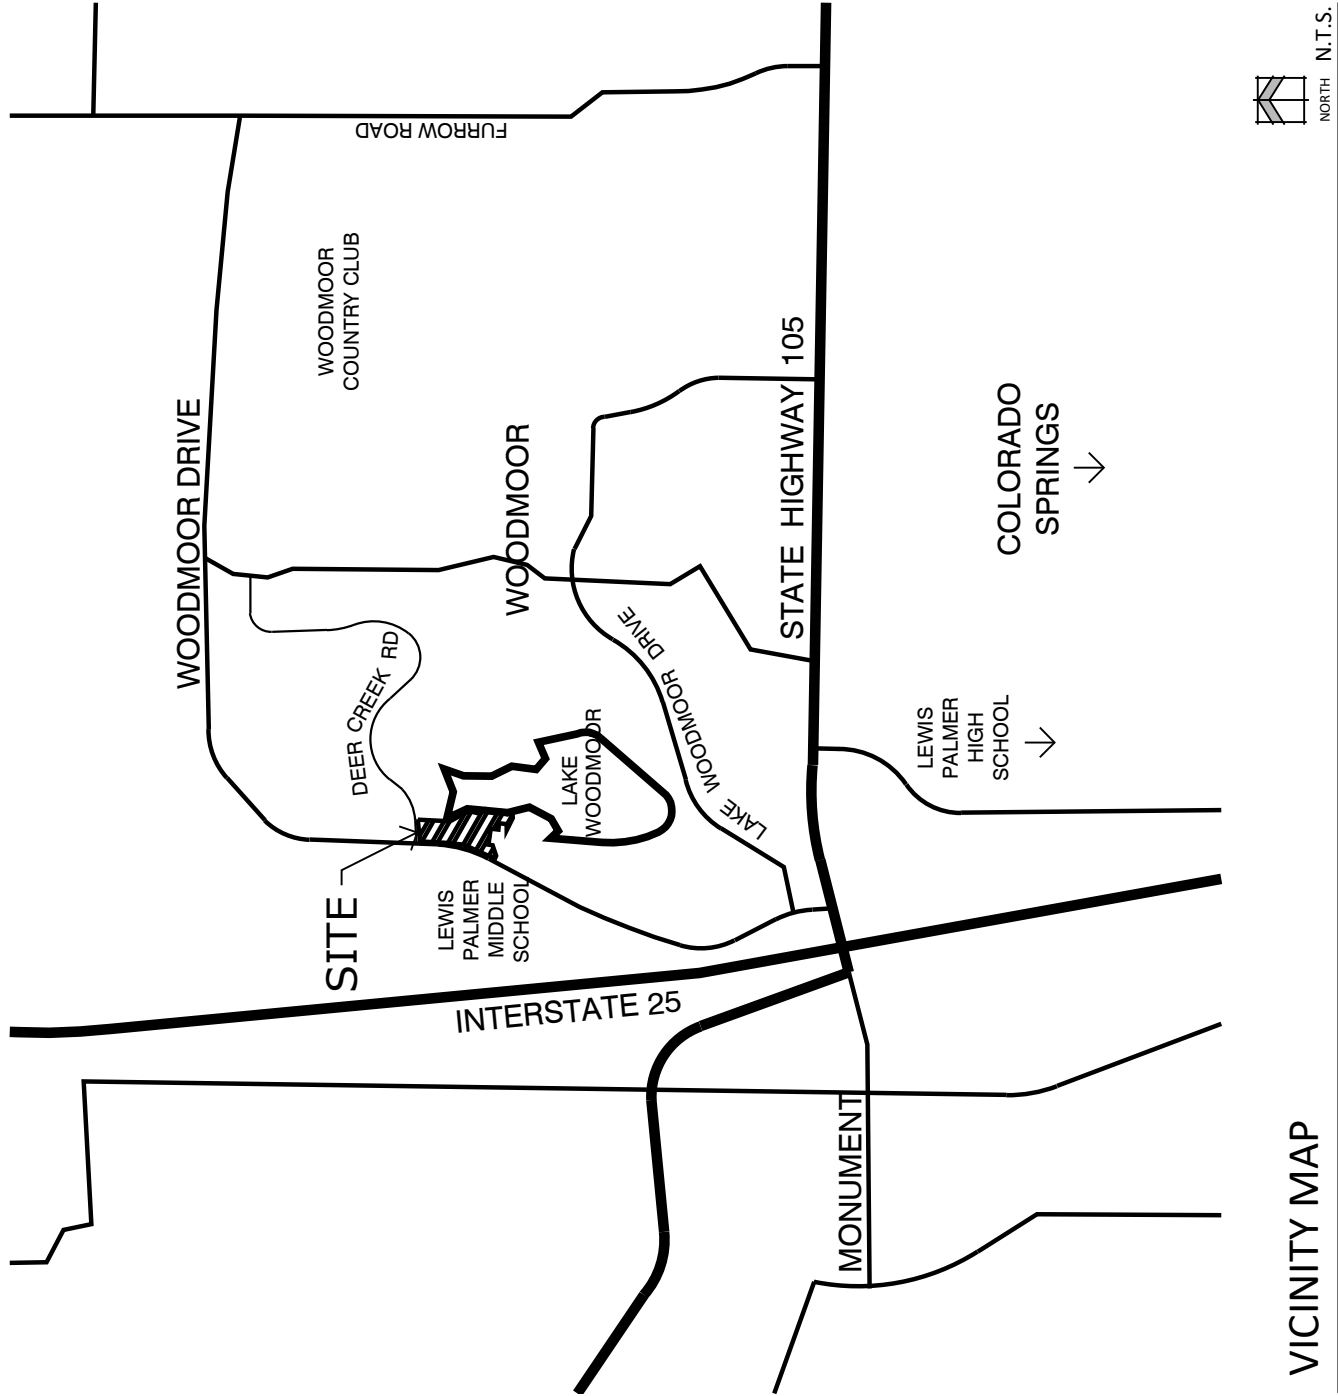 FURROW ROAD
WOODMOOR
COUNTRY CLUB
WOODMOOR DRIVE
WOODMOOR
STATE HIGHWAY 105
COLORADO
SPRINGS
DEER CREEK RD
LAKE WOODMOOR DRIVE
LAKE
WOODMOOR
LEWIS
PALMER
HIGH
SCHOOL
SITE
LEWIS
PALMER
MIDDLE
SCHOOL
INTERSTATE 25
MONUMENT
VICINITY MAP
NORTH
N.T.S.